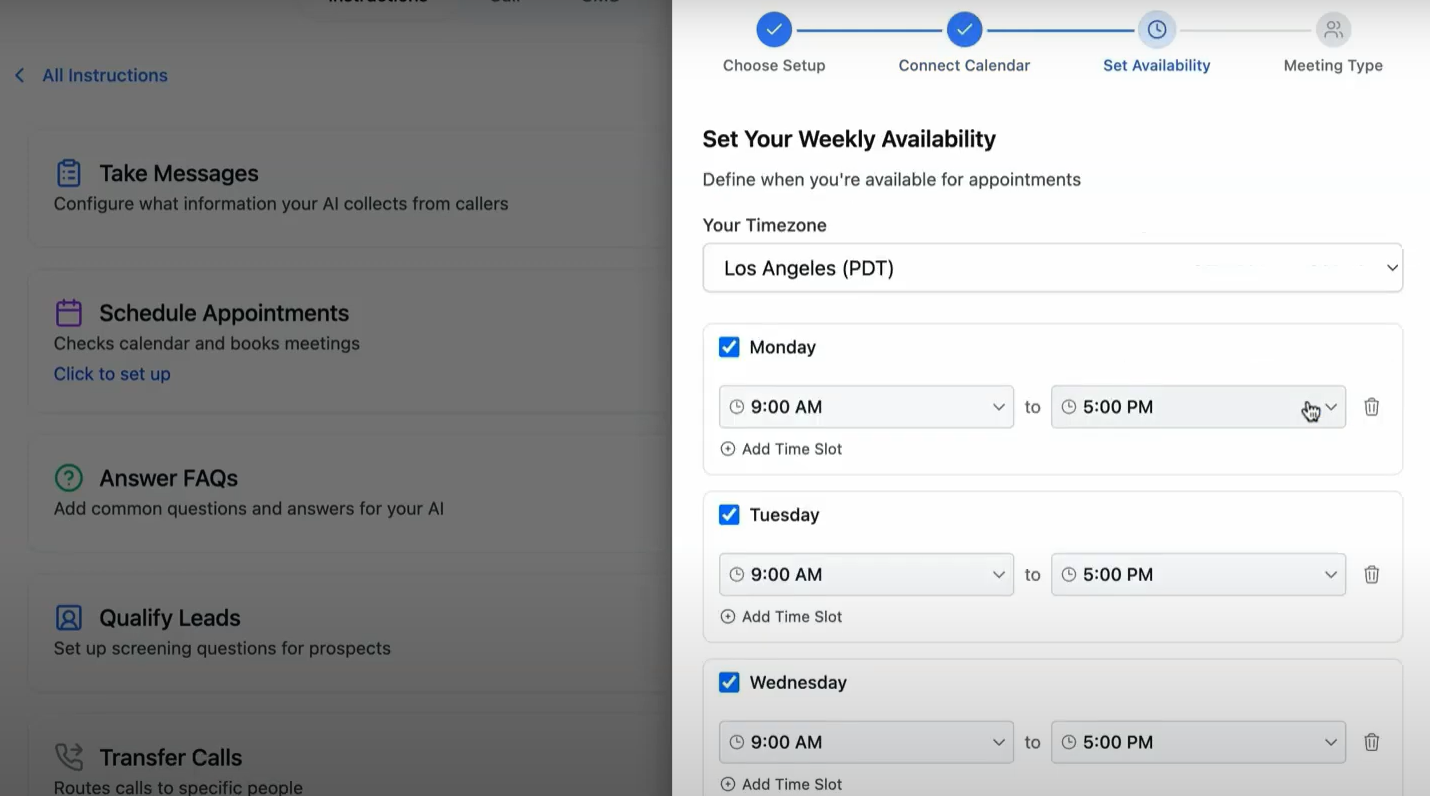 Instructions
All Instructions
Take Messages
Configure what information your AI collects from callers
Schedule Appointments
Checks calendar and books meetings
Click to set up
Answer FAQs
Add common questions and answers for your AI
Qualify Leads
Set up screening questions for prospects
Transfer Calls
Routes calls to specific people
Choose Setup
Connect Calendar
Set Availability
Meeting Type
Set Your Weekly Availability
Define when you're available for appointments
Your Timezone
Los Angeles (PDT)
Monday
9:00 AM to 5:00 PM
Add Time Slot
Tuesday
9:00 AM to 5:00 PM
Add Time Slot
Wednesday
9:00 AM to 5:00 PM
Add Time Slot